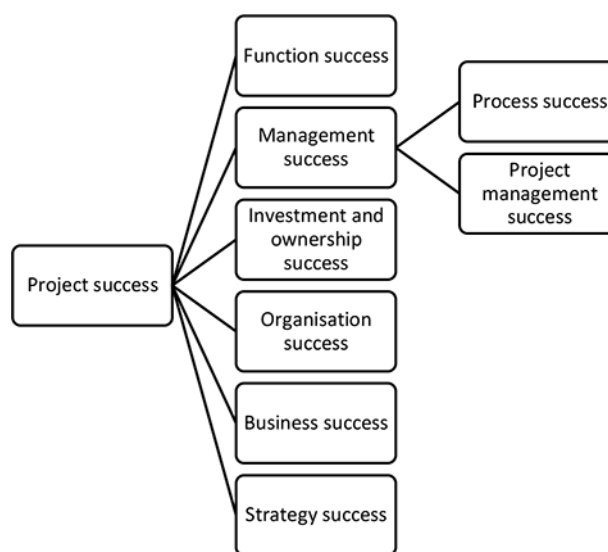 Project success
Function success
Management
success
Investment and
ownership
success
Organisation
success
Business success
Strategy success
Process success
Project
management
success